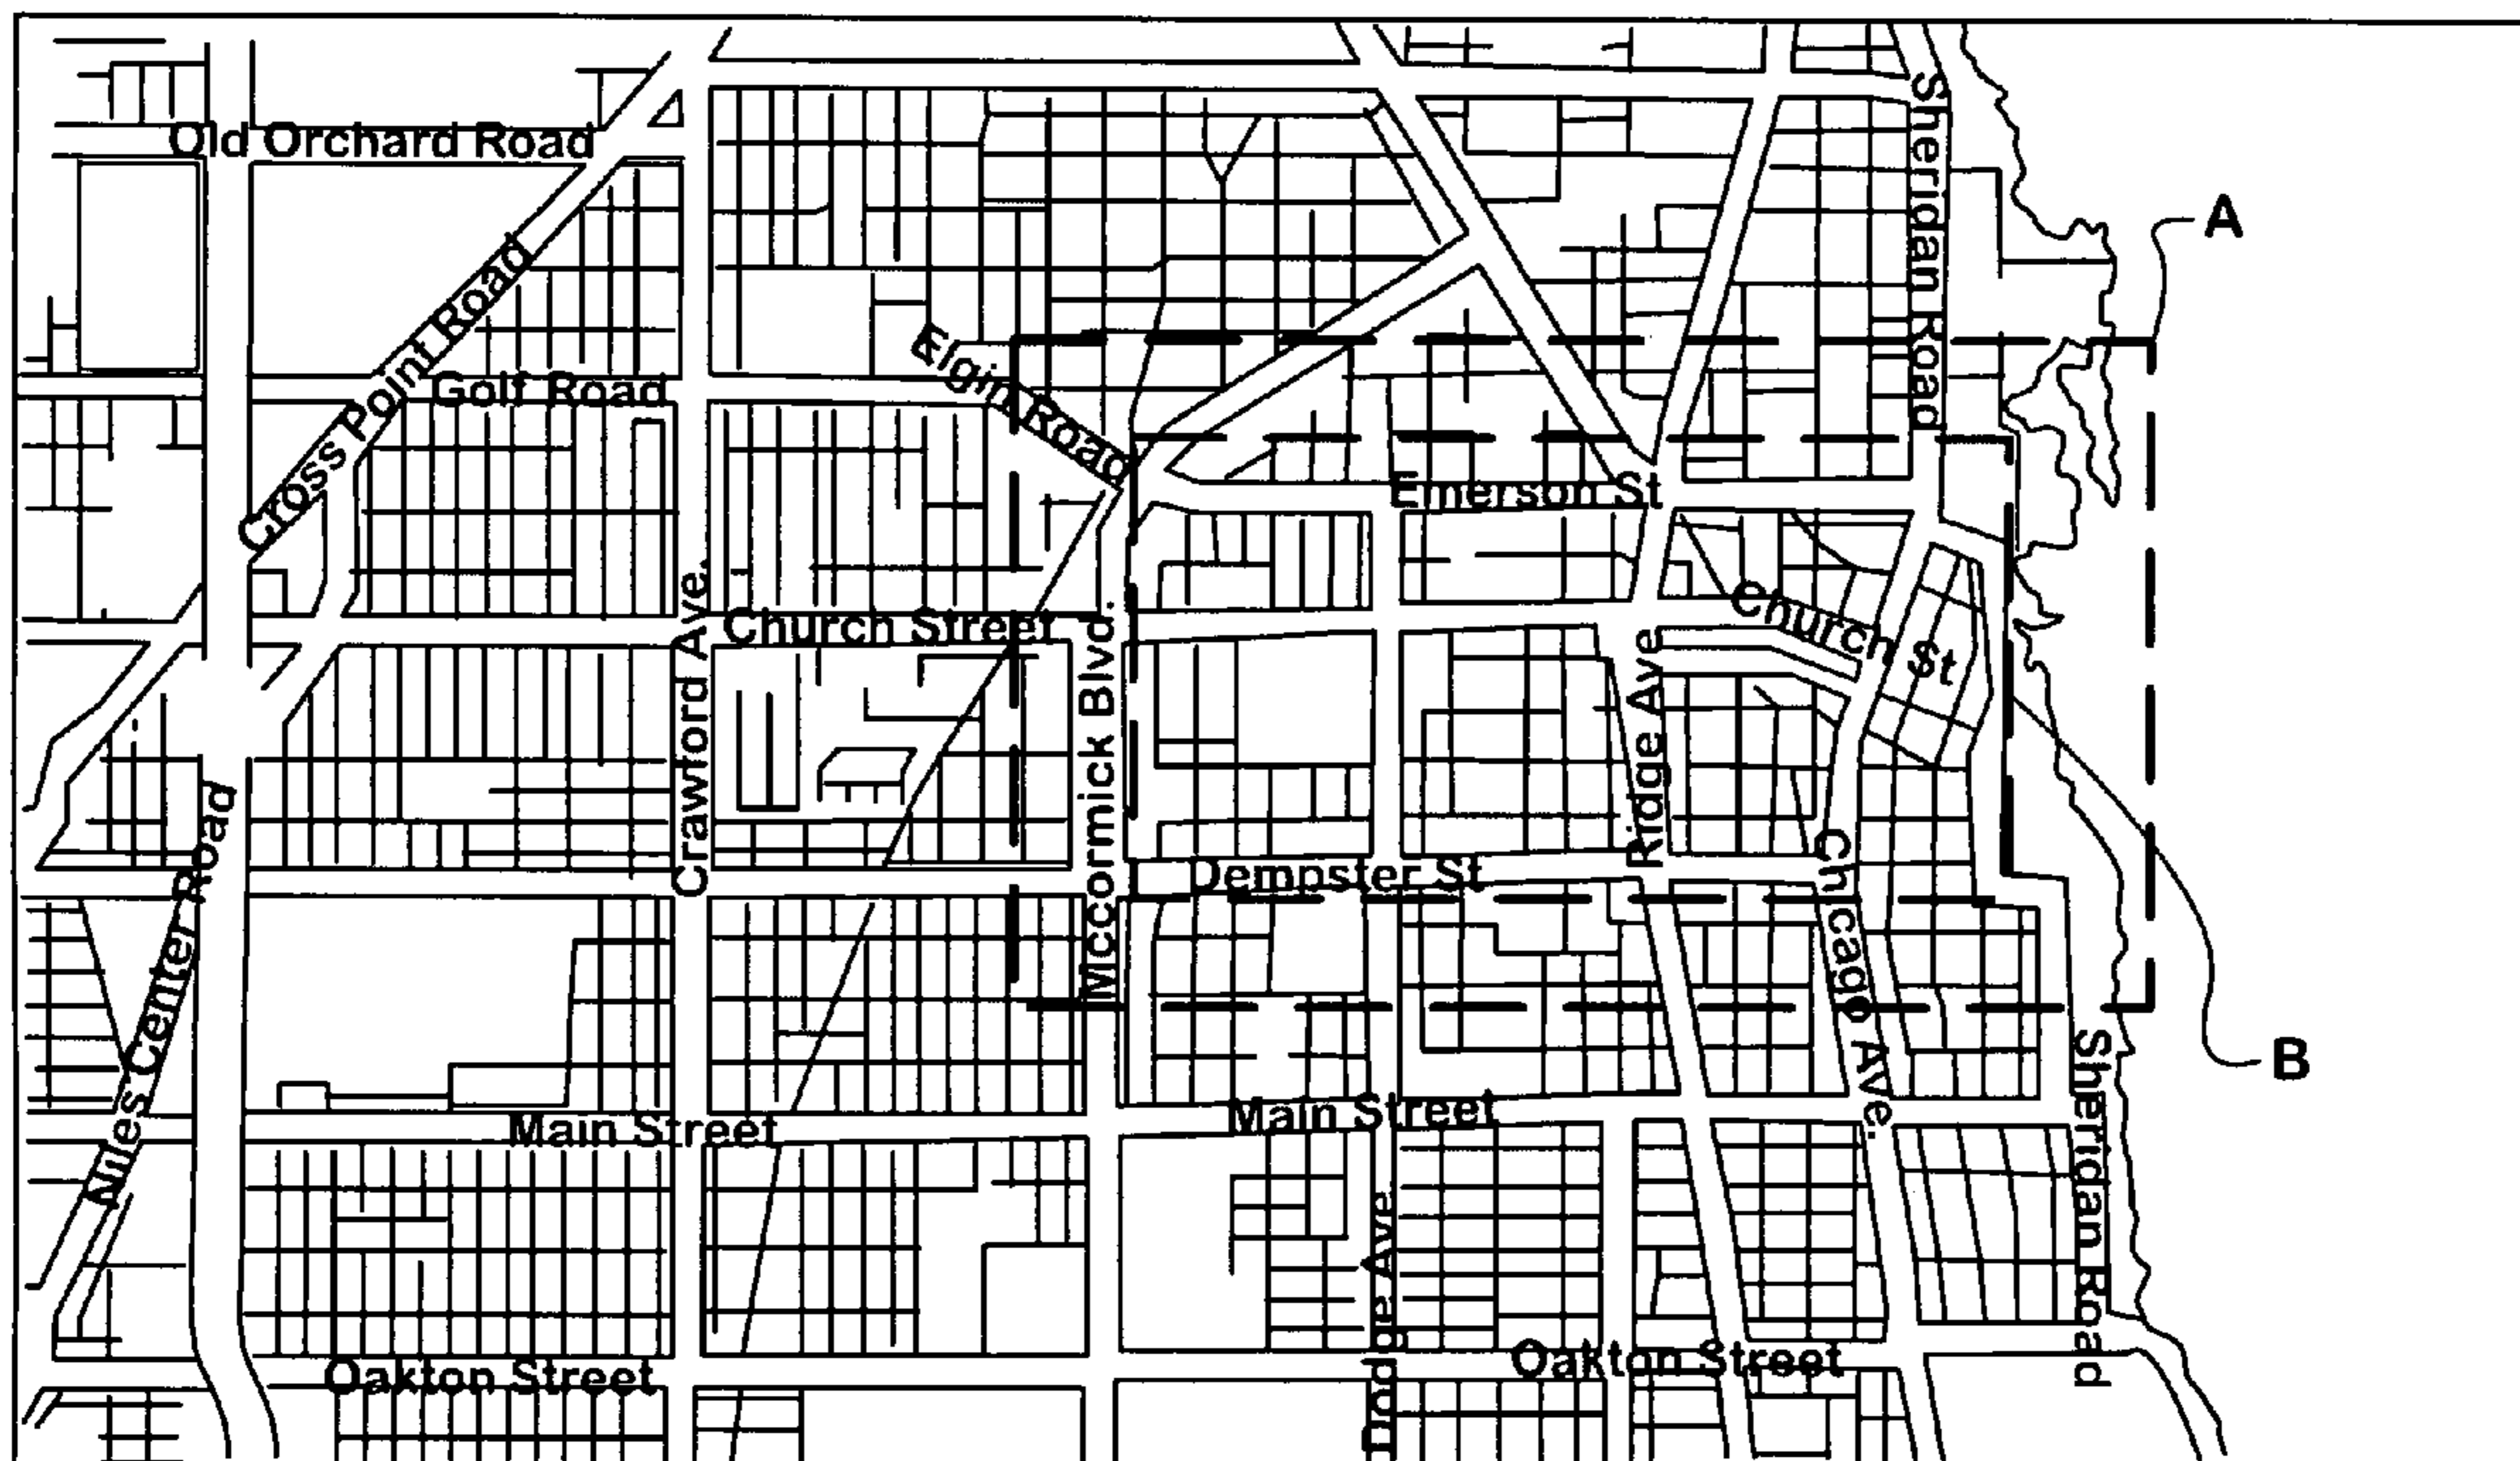 Old Orchard Road
Sheridan Road
A
Cross Point Road
Golf Road
Elgin Road
Emerson St
Crawford Ave.
Church Street
Mccormick Blvd.
Church St
Ridge Ave
Niles Center Road
Dempster St
Chicago Ave.
B
Main Street
Main Street
Sheridan Road
Dodge Ave
Oakton Street
Oakton Street